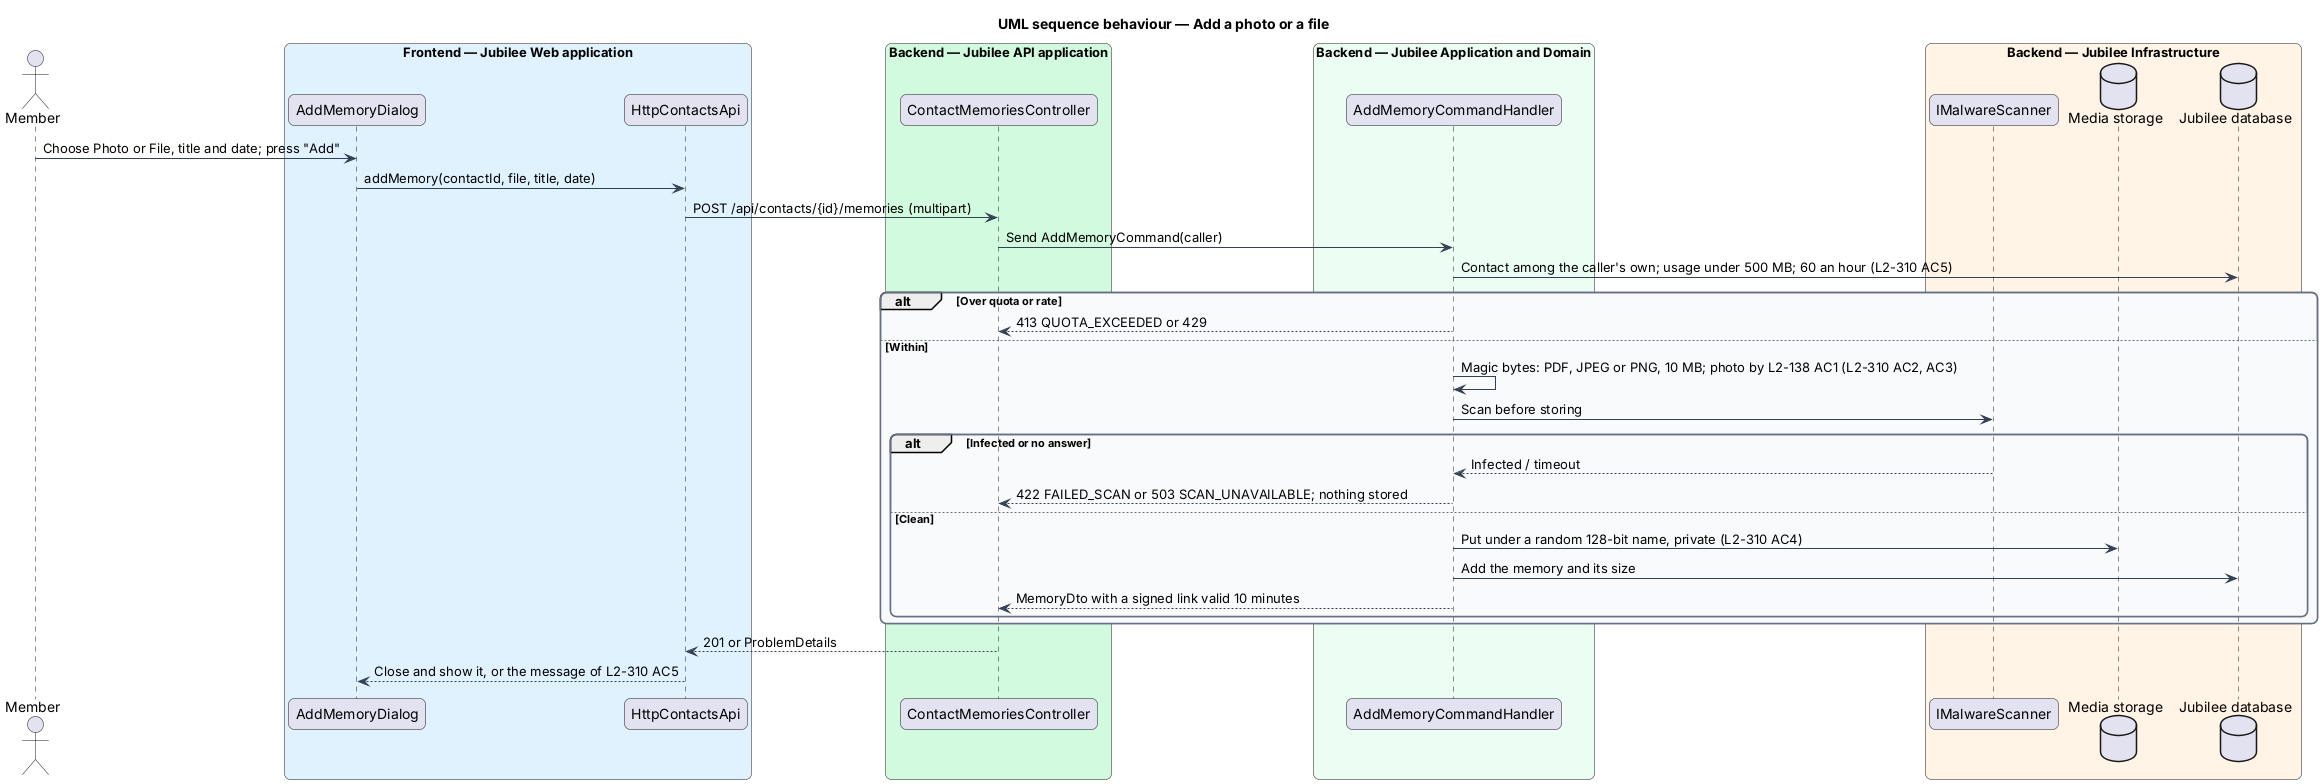 UML sequence behaviour — Add a photo or a file
Frontend — Jubilee Web application
Backend — Jubilee API application
Backend — Jubilee Application and Domain
Backend — Jubilee Infrastructure
Member
AddMemoryDialog
HttpContactsApi
ContactMemoriesController
AddMemoryCommandHandler
IMalwareScanner
Media storage
Jubilee database
Choose Photo or File, title and date; press "Add"
addMemory(contactId, file, title, date)
POST /api/contacts/{id}/memories (multipart)
Send AddMemoryCommand(caller)
Contact among the caller's own; usage under 500 MB; 60 an hour (L2-310 AC5)
alt
[Over quota or rate]
413 QUOTA_EXCEEDED or 429
[Within]
Magic bytes: PDF, JPEG or PNG, 10 MB; photo by L2-138 AC1 (L2-310 AC2, AC3)
Scan before storing
alt
[Infected or no answer]
Infected / timeout
422 FAILED_SCAN or 503 SCAN_UNAVAILABLE; nothing stored
[Clean]
Put under a random 128-bit name, private (L2-310 AC4)
Add the memory and its size
MemoryDto with a signed link valid 10 minutes
201 or ProblemDetails
Close and show it, or the message of L2-310 AC5
Member
AddMemoryDialog
HttpContactsApi
ContactMemoriesController
AddMemoryCommandHandler
IMalwareScanner
Media storage
Jubilee database